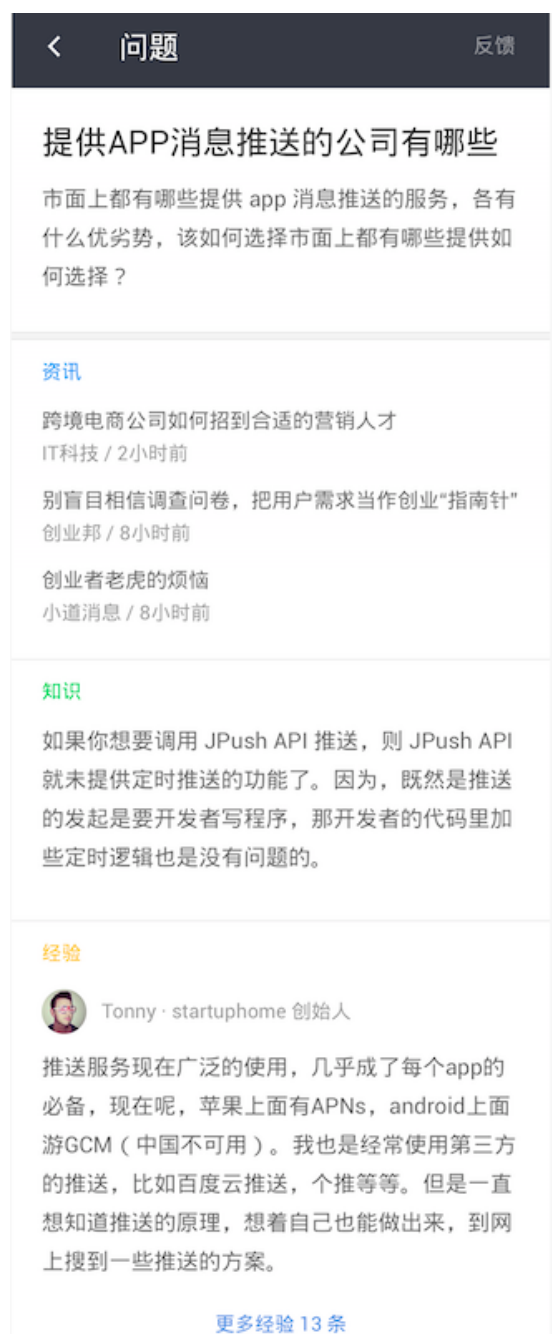 问题
反馈
提供APP消息推送的公司有哪些
市面上都有哪些提供 app 消息推送的服务，各有
什么优劣势，该如何选择市面上都有哪些提供如
何选择？
资讯
跨境电商公司如何招到合适的营销人才
IT科技 / 2小时前
别盲目相信调查问卷，把用户需求当作创业“指南针”
创业邦 / 8小时前
创业者老虎的烦恼
小道消息 / 8小时前
知识
如果你想要调用 JPush API 推送，则 JPush API
就未提供定时推送的功能了。因为，既然是推送
的发起是要开发者写程序，那开发者的代码里加
些定时逻辑也是没有问题的。
经验
Tonny · startuphome 创始人
推送服务现在广泛的使用，几乎成了每个app的
必备，现在呢，苹果上面有APNs，android上面
游GCM（中国不可用）。我也是经常使用第三方
的推送，比如百度云推送，个推等等。但是一直
想知道推送的原理，想着自己也能做出来，到网
上搜到一些推送的方案。
更多经验 13 条